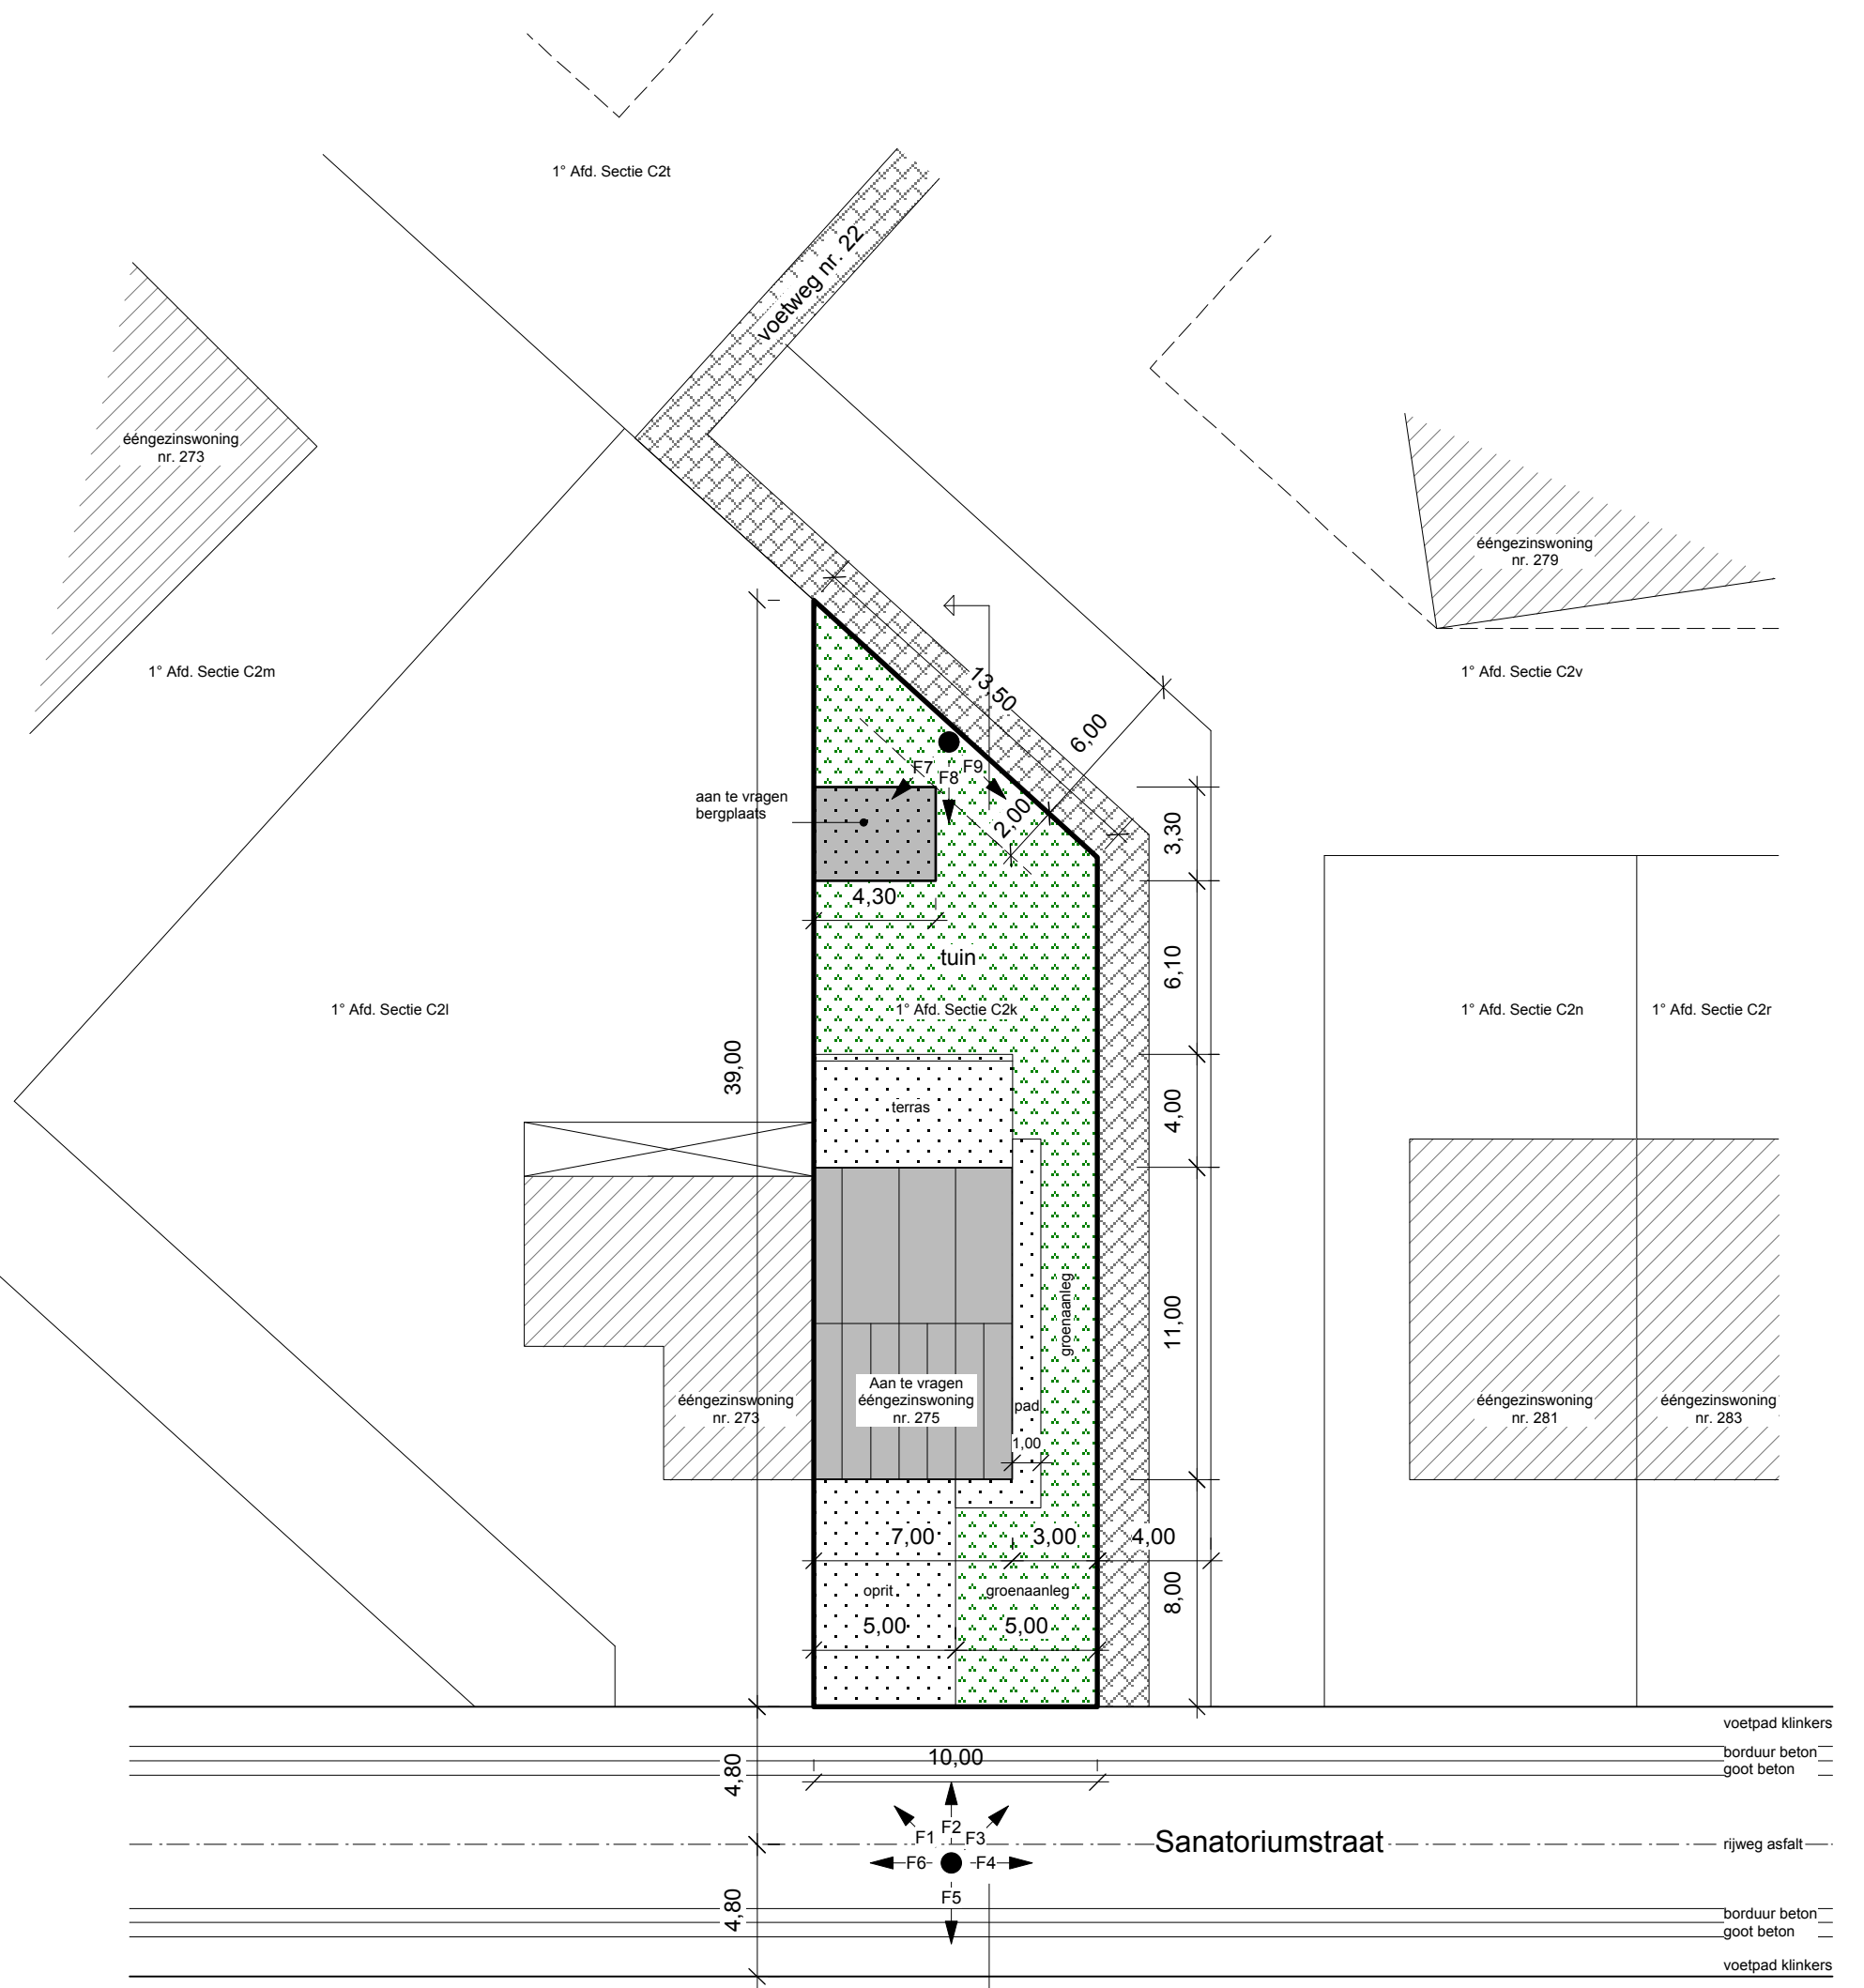 1° Afd. Sectie C2t
voetweg nr. 22
ééngezinswoning
nr. 273
ééngezinswoning
nr. 279
1° Afd. Sectie C2m
1° Afd. Sectie C2v
13,50
6,00
F7
F8
F9
2,00
aan te vragen
bergplaats
3,30
4,30
tuin
6,10
1° Afd. Sectie C2l
1° Afd. Sectie C2k
1° Afd. Sectie C2n
1° Afd. Sectie C2r
39,00
terras
4,00
groenaanleg
11,00
ééngezinswoning
nr. 273
Aan te vragen
ééngezinswoning
nr. 275
pad
1,00
ééngezinswoning
nr. 281
ééngezinswoning
nr. 283
7,00
3,00
4,00
oprit
groenaanleg
8,00
5,00
5,00
voetpad klinkers
borduur beton
goot beton
4,80
10,00
F1
F2
F3
Sanatoriumstraat
rijweg asfalt
F6
F4
F5
4,80
borduur beton
goot beton
voetpad klinkers